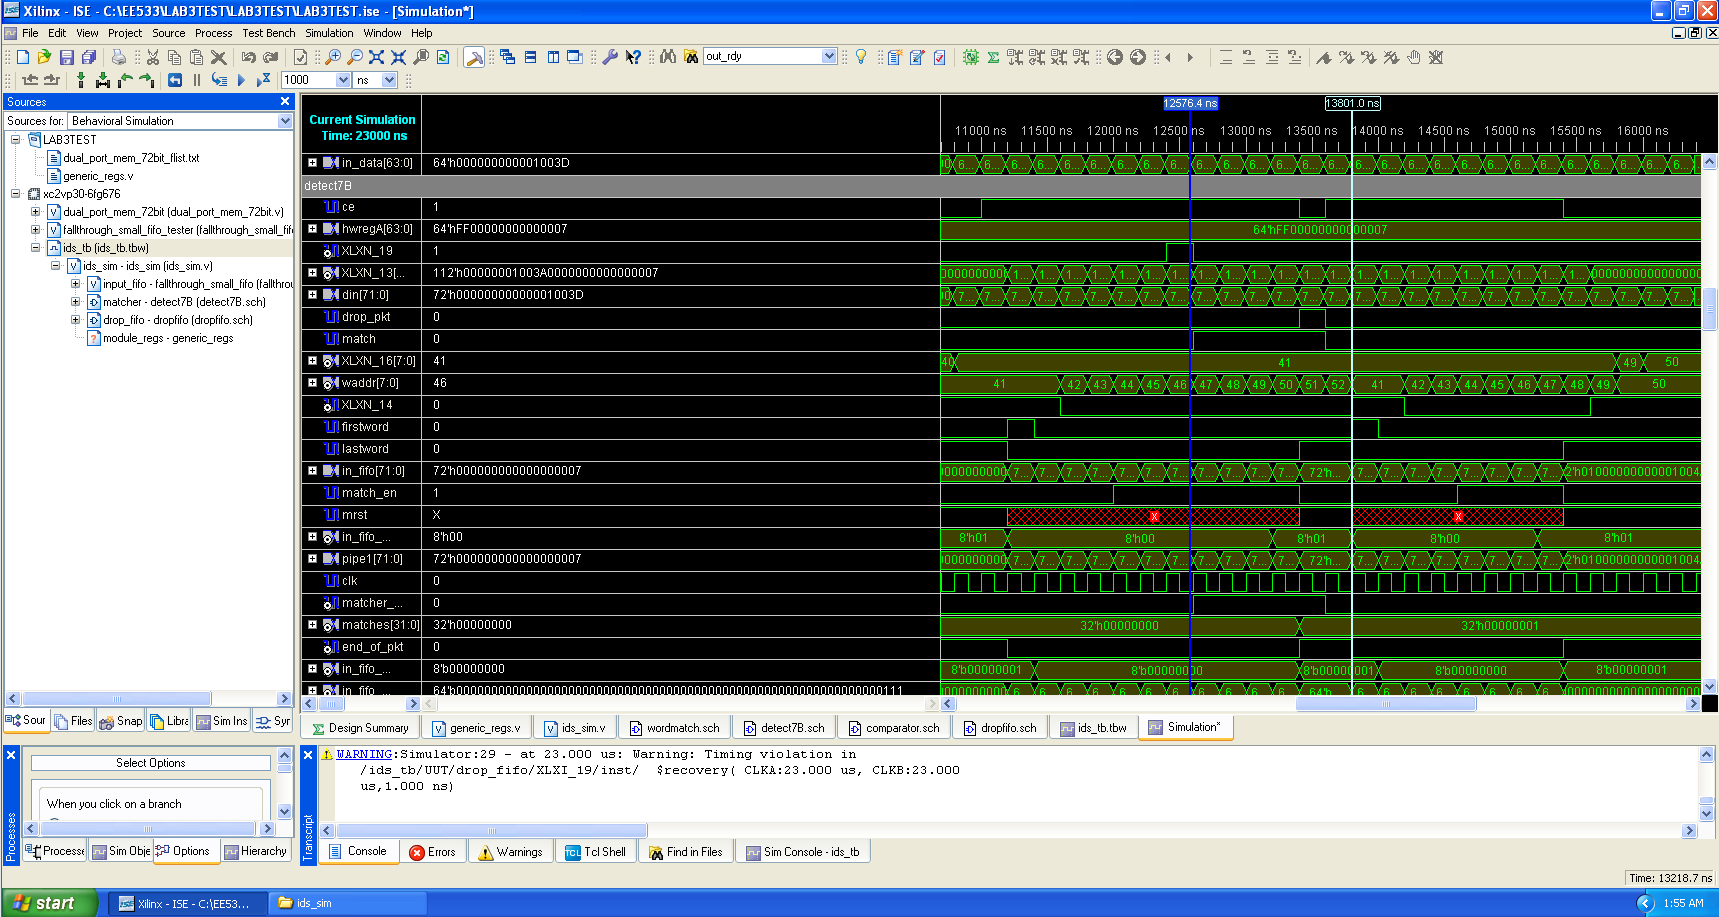 Xilinx - ISE - C:\EE533\LAB3TEST\LAB3TEST\LAB3TEST.ise - [Simulation*]
File Edit View Project Source Process Test Bench Simulation Window Help
out_rdy
1000 ns
Sources
Sources for: Behavioral Simulation
LAB3TEST
dual_port_mem_72bit_flist.txt
generic_regs.v
xc2vp30-6fg676
dual_port_mem_72bit (dual_port_mem_72bit.v)
fallthrough_small_fifo_tester (fallthrough_small_fifo
ids_tb (ids_tb.tbw)
ids_sim - ids_sim (ids_sim.v)
input_fifo - fallthrough_small_fifo (fallthrou
matcher - detect7B (detect7B.sch)
drop_fifo - dropfifo (dropfifo.sch)
module_regs - generic_regs
Sour Files Snap Libra Sim Ins Syr
Current Simulation
Time: 23000 ns
12576.4 ns 13801.0 ns
11000 ns 11500 ns 12000 ns 12500 ns 13000 ns 13500 ns 14000 ns 14500 ns 15000 ns 15500 ns 16000 ns
in_data[63:0] 64'h000000000001003D
detect7B
ce 1
hwregA[63:0] 64'hFF00000000000007 64'hFF00000000000007
XLXN_19 1
XLXN_13[... 112'h00000001003A0000000000000007
din[71:0] 72'h00000000000001003D
drop_pkt 0
match 0
XLXN_16[7:0] 41 40 41 49 50
waddr[7:0] 46 41 42 43 44 45 46 47 48 49 50 51 52 41 42 43 44 45 46 47 48 49 50
XLXN_14 0
firstword 0
lastword 0
in_fifo[71:0] 72'h000000000000000007
match_en 1
mrst X X X
in_fifo_... 8'h00 8'h01 8'h00 8'h01 8'h00 8'h01
pipe1[71:0] 72'h000000000000000007
clk 0
matcher_... 0
matches[31:0] 32'h00000000 32'h00000000 32'h00000001
end_of_pkt 0
in_fifo_... 8'b00000000 8'b00000001 8'b00000000 8'b00000001 8'b00000000 8'b00000001
Design Summary generic_regs.v ids_sim.v wordmatch.sch detect7B.sch comparator.sch dropfifo.sch ids_tb.tbw Simulation*
Select Options
When you click on a branch
Processes
Processe Sim Obje Options Hierarchy
WARNING:Simulator:29 - at 23.000 us: Warning: Timing violation in
/ids_tb/UUT/drop_fifo/XLXI_19/inst/ $recovery( CLKA:23.000 us, CLKB:23.000
us,1.000 ns)
Transcript
Console Errors Warnings Tcl Shell Find in Files Sim Console - ids_tb
Time: 13218.7 ns
start Xilinx - ISE - C:\EE53... ids_sim 1:55 AM